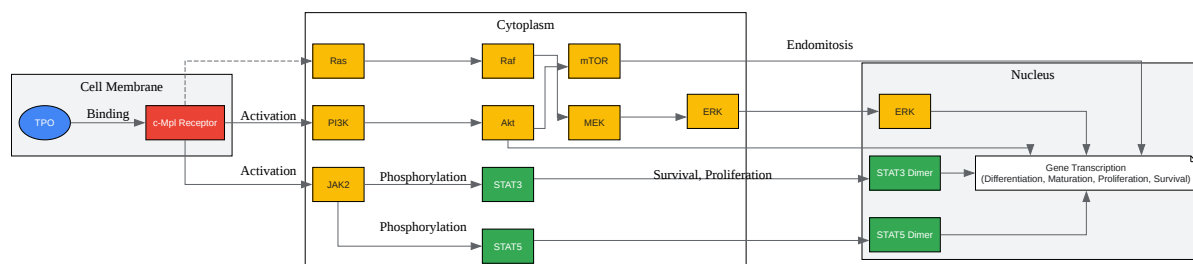 Cytoplasm
Endomitosis
Ras
Raf
mTOR
Nucleus
Cell Membrane
TPO
Binding
c-Mpl Receptor
Activation
PI3K
Akt
MEK
ERK
ERK
Activation
JAK2
Phosphorylation
STAT3
Survival, Proliferation
STAT3 Dimer
Gene Transcription
(Differentiation, Maturation, Proliferation, Survival)
Phosphorylation
STAT5
STAT5 Dimer